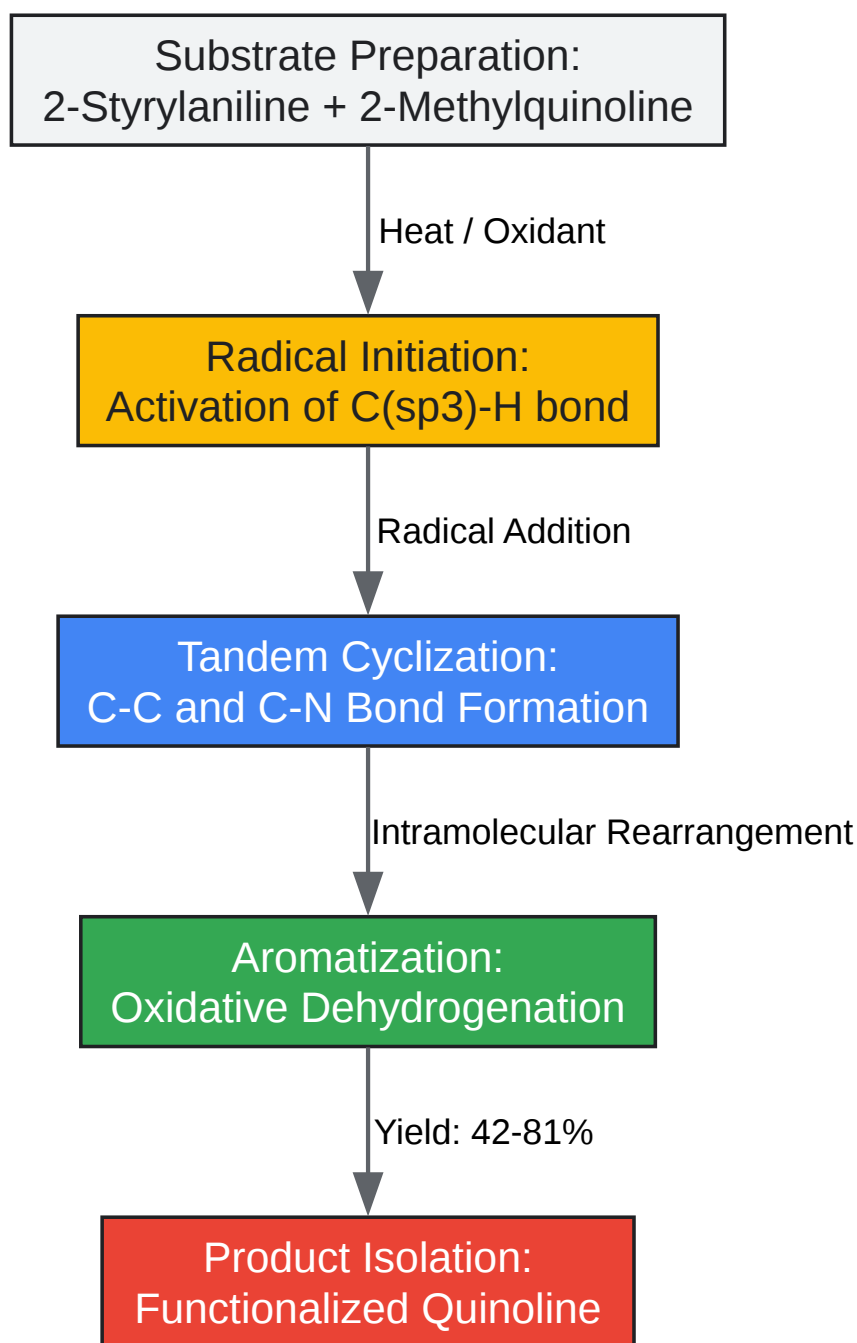 Substrate Preparation:
2-Styrylaniline + 2-Methylquinoline
Heat / Oxidant
Radical Initiation:
Activation of C(sp3)-H bond
Radical Addition
Tandem Cyclization:
C-C and C-N Bond Formation
Intramolecular Rearrangement
Aromatization:
Oxidative Dehydrogenation
Yield: 42-81%
Product Isolation:
Functionalized Quinoline